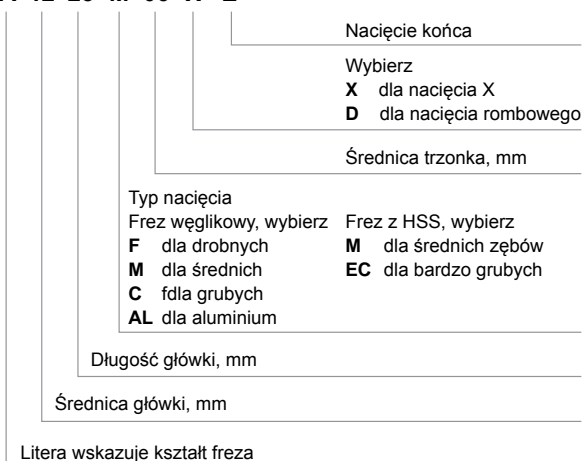 Nacięcie końca
Wybierz
X dla nacięcia X
D dla nacięcia rombowego
Średnica trzonka, mm
Typ nacięcia
Frez węglikowy, wybierz Frez z HSS, wybierz
F dla drobnych M dla średnich zębów
M dla średnich EC dla bardzo grubych
C fdla grubych
AL dla aluminium
Długość główki, mm
Średnica główki, mm
Litera wskazuje kształt freza